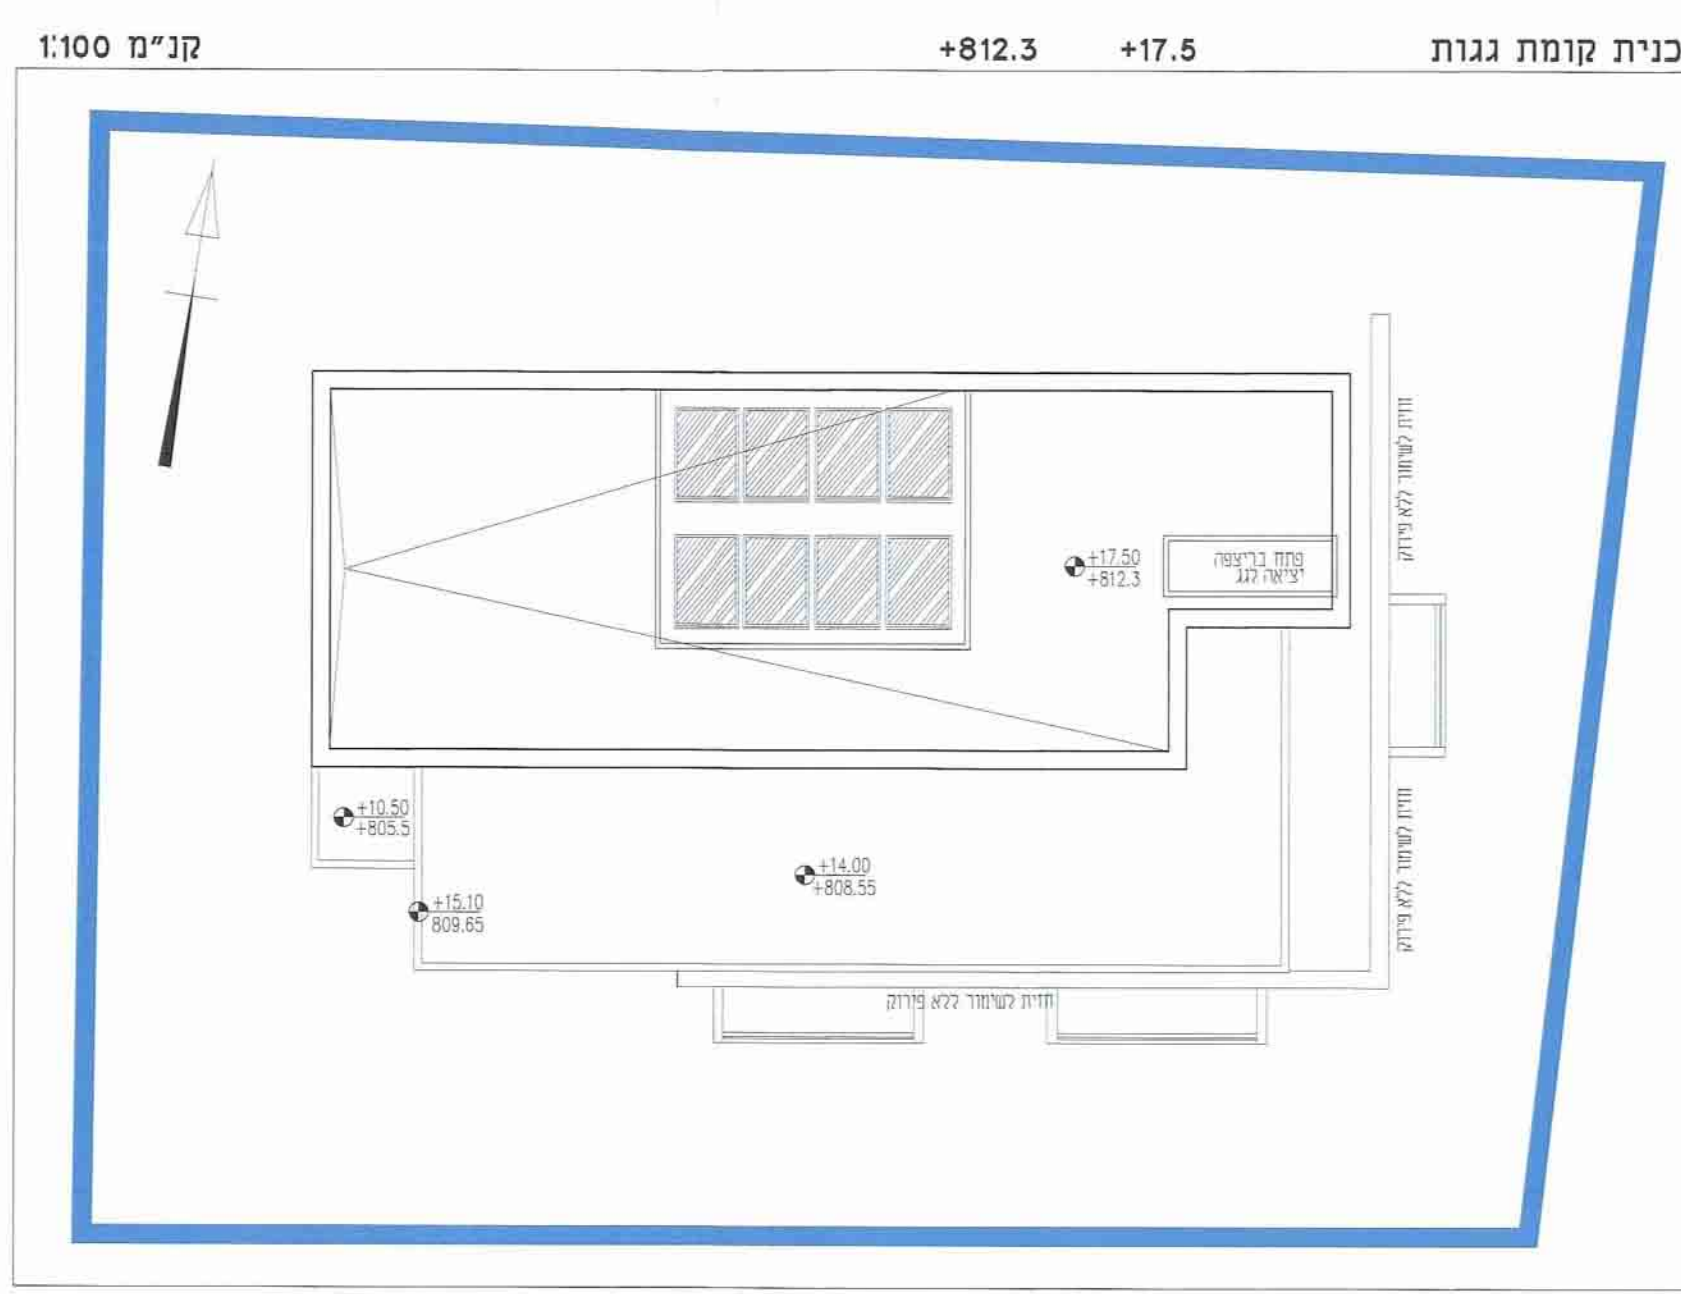 כנית קומת גגות +17.5 +812.3 קנ״מ 1:100
חזית לשימור ללא פירוק
+17.50
+812.3
פתח בריצפה
יציאה לגג
+10.50
+805.5
+14.00
+808.55
+15.10
809.65
חזית לשימור ללא פירוק
חזית לשימור ללא פירוק